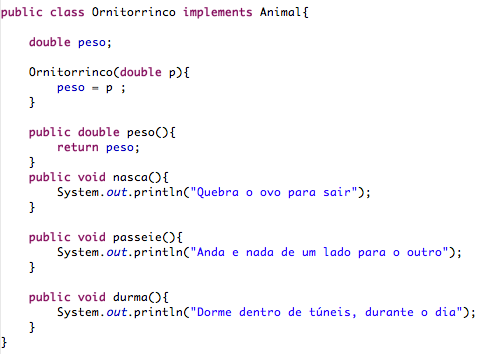 public class Ornitorrinco implements Animal{
double peso;
Ornitorrinco(double p){
peso = p ;
}
public double peso(){
return peso;
}
public void nasca(){
System.out.println("Quebra o ovo para sair");
}
public void passeie(){
System.out.println("Anda e nada de um lado para o outro");
}
public void durma(){
System.out.println("Dorme dentro de túneis, durante o dia");
}
}